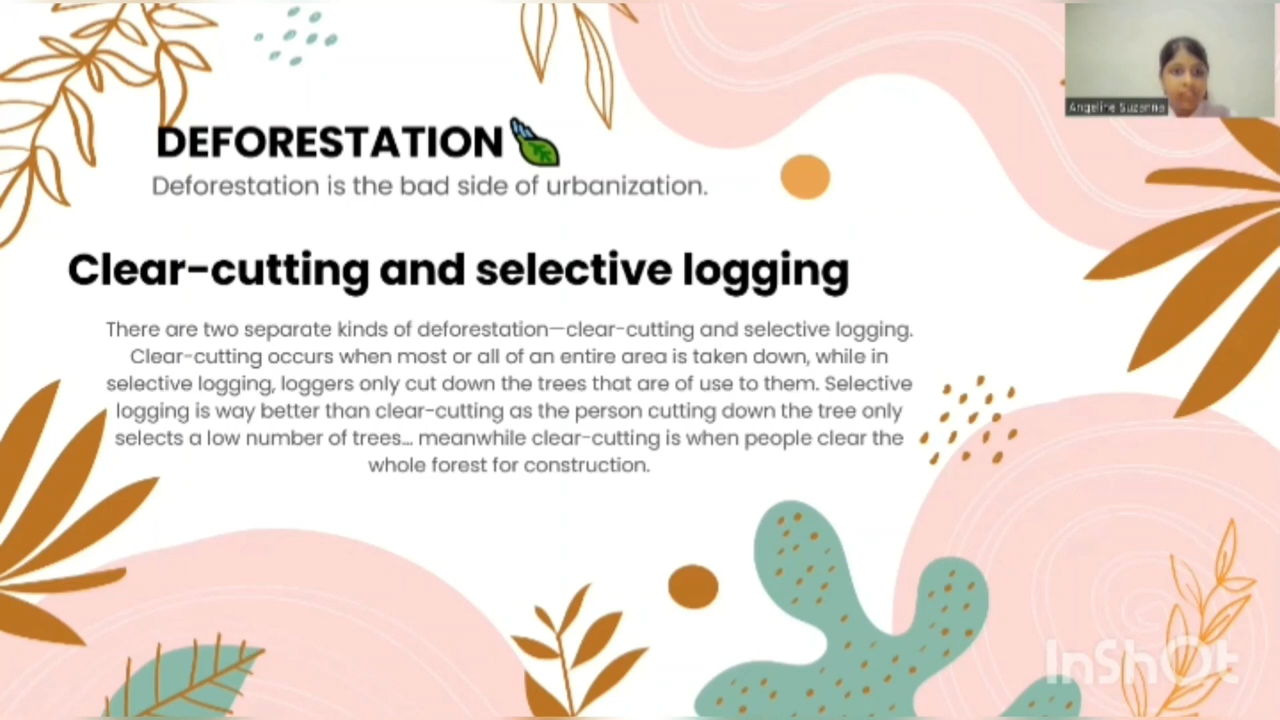 Angeline Suzanne
DEFORESTATION
Deforestation is the bad side of urbanization.
Clear-cutting and selective logging
There are two separate kinds of deforestation—clear-cutting and selective logging.
Clear-cutting occurs when most or all of an entire area is taken down, while in
selective logging, loggers only cut down the trees that are of use to them. Selective
logging is way better than clear-cutting as the person cutting down the tree only
selects a low number of trees... meanwhile clear-cutting is when people clear the
whole forest for construction.
InShOt